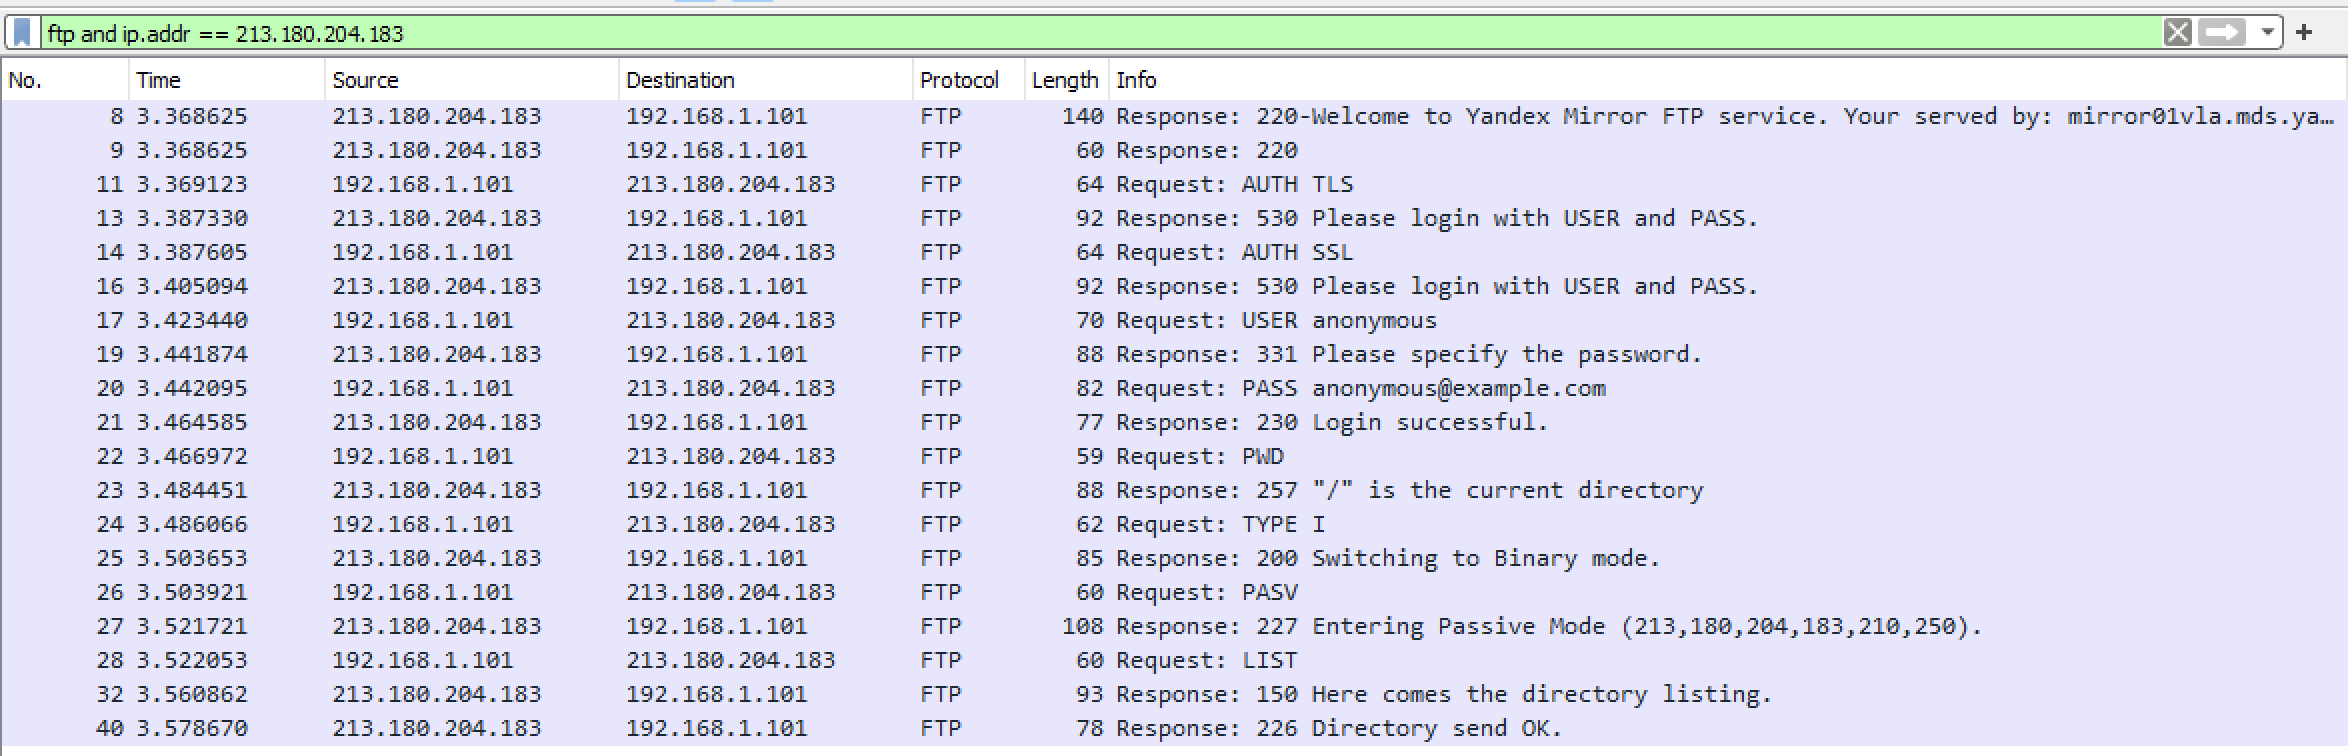 ftp and ip.addr == 213.180.204.183
No. Time Source Destination Protocol Length Info
8 3.368625 213.180.204.183 192.168.1.101 FTP 140 Response: 220-Welcome to Yandex Mirror FTP service. Your served by: mirror01vla.mds.ya…
9 3.368625 213.180.204.183 192.168.1.101 FTP 60 Response: 220
11 3.369123 192.168.1.101 213.180.204.183 FTP 64 Request: AUTH TLS
13 3.387330 213.180.204.183 192.168.1.101 FTP 92 Response: 530 Please login with USER and PASS.
14 3.387605 192.168.1.101 213.180.204.183 FTP 64 Request: AUTH SSL
16 3.405094 213.180.204.183 192.168.1.101 FTP 92 Response: 530 Please login with USER and PASS.
17 3.423440 192.168.1.101 213.180.204.183 FTP 70 Request: USER anonymous
19 3.441874 213.180.204.183 192.168.1.101 FTP 88 Response: 331 Please specify the password.
20 3.442095 192.168.1.101 213.180.204.183 FTP 82 Request: PASS anonymous@example.com
21 3.464585 213.180.204.183 192.168.1.101 FTP 77 Response: 230 Login successful.
22 3.466972 192.168.1.101 213.180.204.183 FTP 59 Request: PWD
23 3.484451 213.180.204.183 192.168.1.101 FTP 88 Response: 257 "/" is the current directory
24 3.486066 192.168.1.101 213.180.204.183 FTP 62 Request: TYPE I
25 3.503653 213.180.204.183 192.168.1.101 FTP 85 Response: 200 Switching to Binary mode.
26 3.503921 192.168.1.101 213.180.204.183 FTP 60 Request: PASV
27 3.521721 213.180.204.183 192.168.1.101 FTP 108 Response: 227 Entering Passive Mode (213,180,204,183,210,250).
28 3.522053 192.168.1.101 213.180.204.183 FTP 60 Request: LIST
32 3.560862 213.180.204.183 192.168.1.101 FTP 93 Response: 150 Here comes the directory listing.
40 3.578670 213.180.204.183 192.168.1.101 FTP 78 Response: 226 Directory send OK.